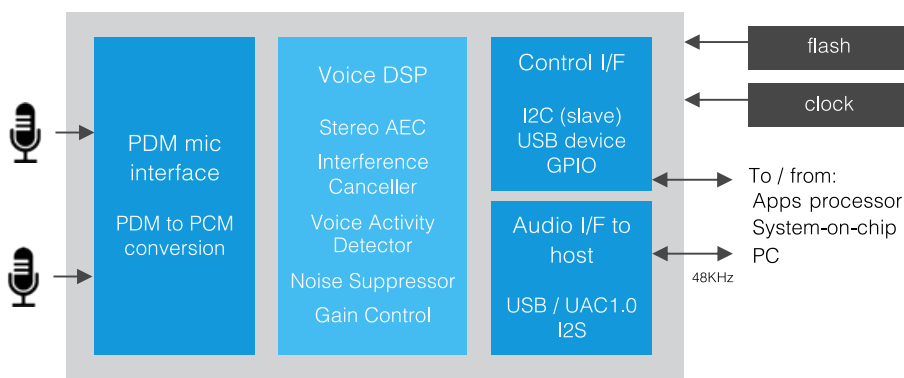 PDM mic
interface
PDM to PCM
conversion
Voice DSP
Stereo AEC
Interference
Canceller
Voice Activity
Detector
Noise Suppressor
Gain Control
Control I/F
I2C (slave)
USB device
GPIO
Audio I/F to
host
USB / UAC1.0
I2S
flash
clock
To / from:
Apps processor
System-on-chip
PC
48KHz